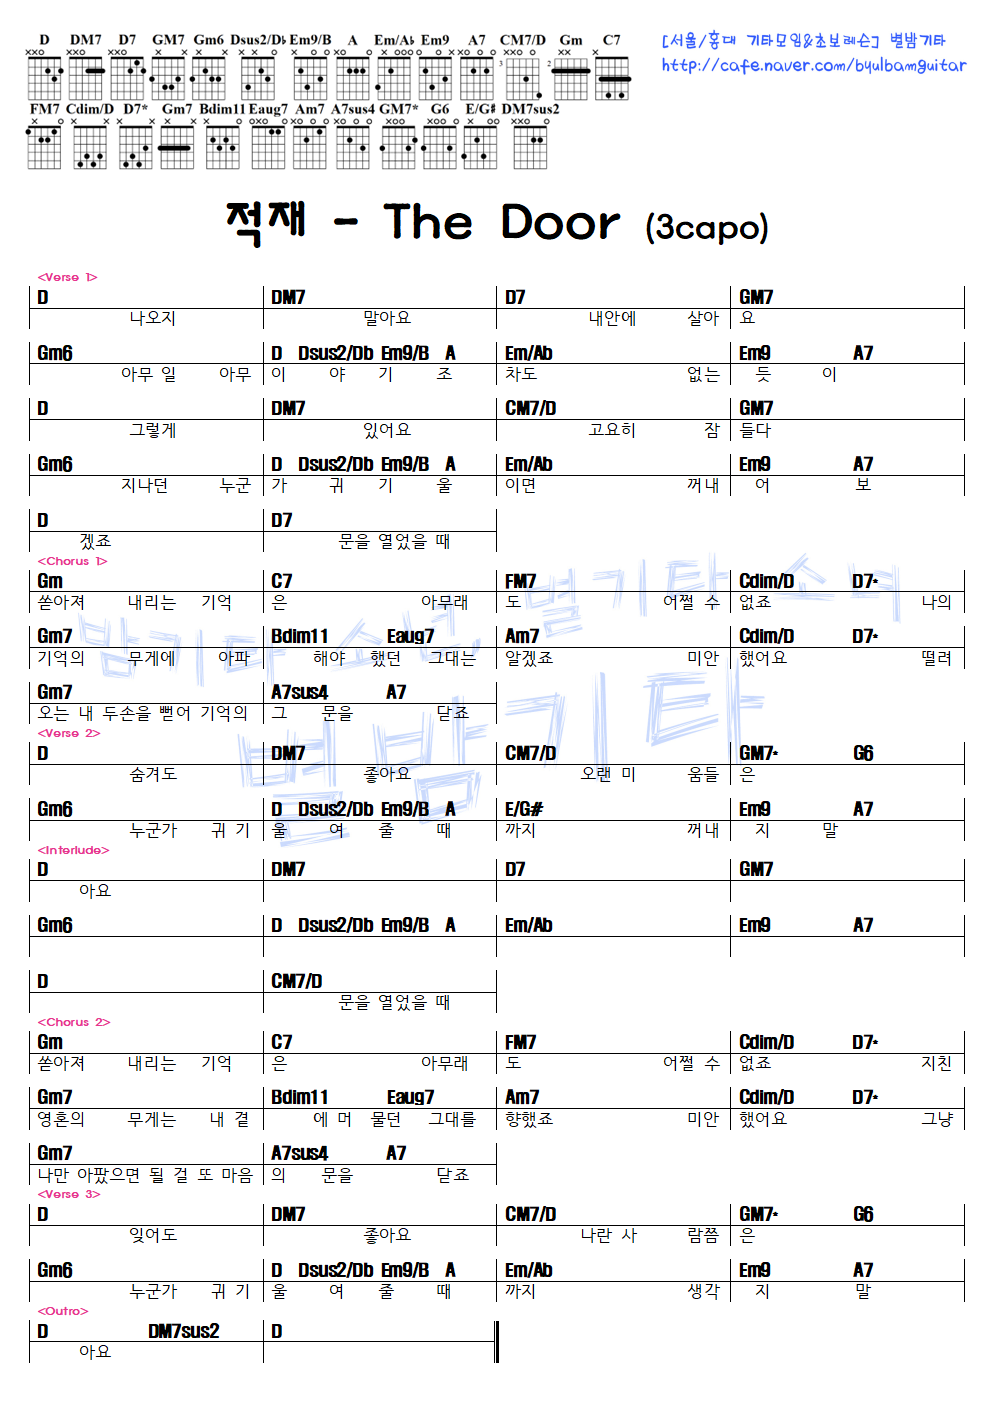 D DM7 D7 GM7 Gm6 Dsus2/Db Em9/B A Em/Ab Em9 A7 CM7/D Gm C7
3 2
[서울/홍대 기타모임&초보레슨] 별밤기타
http://cafe.naver.com/byulbamguitar
FM7 Cdim/D D7* Gm7 Bdim11 Eaug7 Am7 A7sus4 GM7* G6 E/G# DM7sus2
적재 - The Door (3capo)
<Verse 1>
D DM7 D7 GM7
나오지 말아요 내안에 살아 요
Gm6 D Dsus2/Db Em9/B A Em/Ab Em9 A7
아무 일 아무 이 야 기 조 차도 없는 듯 이
D DM7 CM7/D GM7
그렇게 있어요 고요히 잠 들다
Gm6 D Dsus2/Db Em9/B A Em/Ab Em9 A7
지나던 누군 가 귀 기 울 이면 꺼내 어 보
D D7
겠죠 문을 열었을 때
<Chorus 1>
Gm C7 FM7 Cdim/D D7*
쏟아져 내리는 기억 은 아무래 도 어쩔 수 없죠 나의
Gm7 Bdim11 Eaug7 Am7 Cdim/D D7*
기억의 무게에 아파 해야 했던 그대는 알겠죠 미안 했어요 떨려
Gm7 A7sus4 A7
오는 내 두손을 뻗어 기억의 그 문을 닫죠
밤기타 소년, 별기타 소녀
별밤기타
<Verse 2>
D DM7 CM7/D GM7* G6
숨겨도 좋아요 오랜 미 움들 은
Gm6 D Dsus2/Db Em9/B A E/G# Em9 A7
누군가 귀 기 울 여 줄 때 까지 꺼내 지 말
<Interlude>
D DM7 D7 GM7
아요
Gm6 D Dsus2/Db Em9/B A Em/Ab Em9 A7
D CM7/D
문을 열었을 때
<Chorus 2>
Gm C7 FM7 Cdim/D D7*
쏟아져 내리는 기억 은 아무래 도 어쩔 수 없죠 지친
Gm7 Bdim11 Eaug7 Am7 Cdim/D D7*
영혼의 무게는 내 곁 에 머 물던 그대를 향했죠 미안 했어요 그냥
Gm7 A7sus4 A7
나만 아팠으면 될 걸 또 마음 의 문을 닫죠
<Verse 3>
D DM7 CM7/D GM7* G6
잊어도 좋아요 나란 사 람쯤 은
Gm6 D Dsus2/Db Em9/B A Em/Ab Em9 A7
누군가 귀 기 울 여 줄 때 까지 생각 지 말
<Outro>
D DM7sus2 D
아요